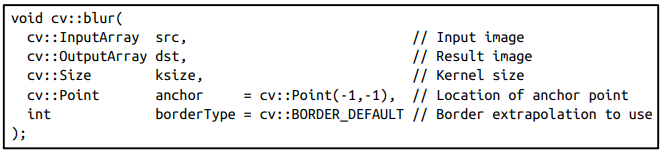 void cv::blur(
  cv::InputArray  src,                    // Input image
  cv::OutputArray dst,                    // Result image
  cv::Size        ksize,                  // Kernel size
  cv::Point       anchor     = cv::Point(-1,-1),  // Location of anchor point
  int             borderType = cv::BORDER_DEFAULT // Border extrapolation to use
);